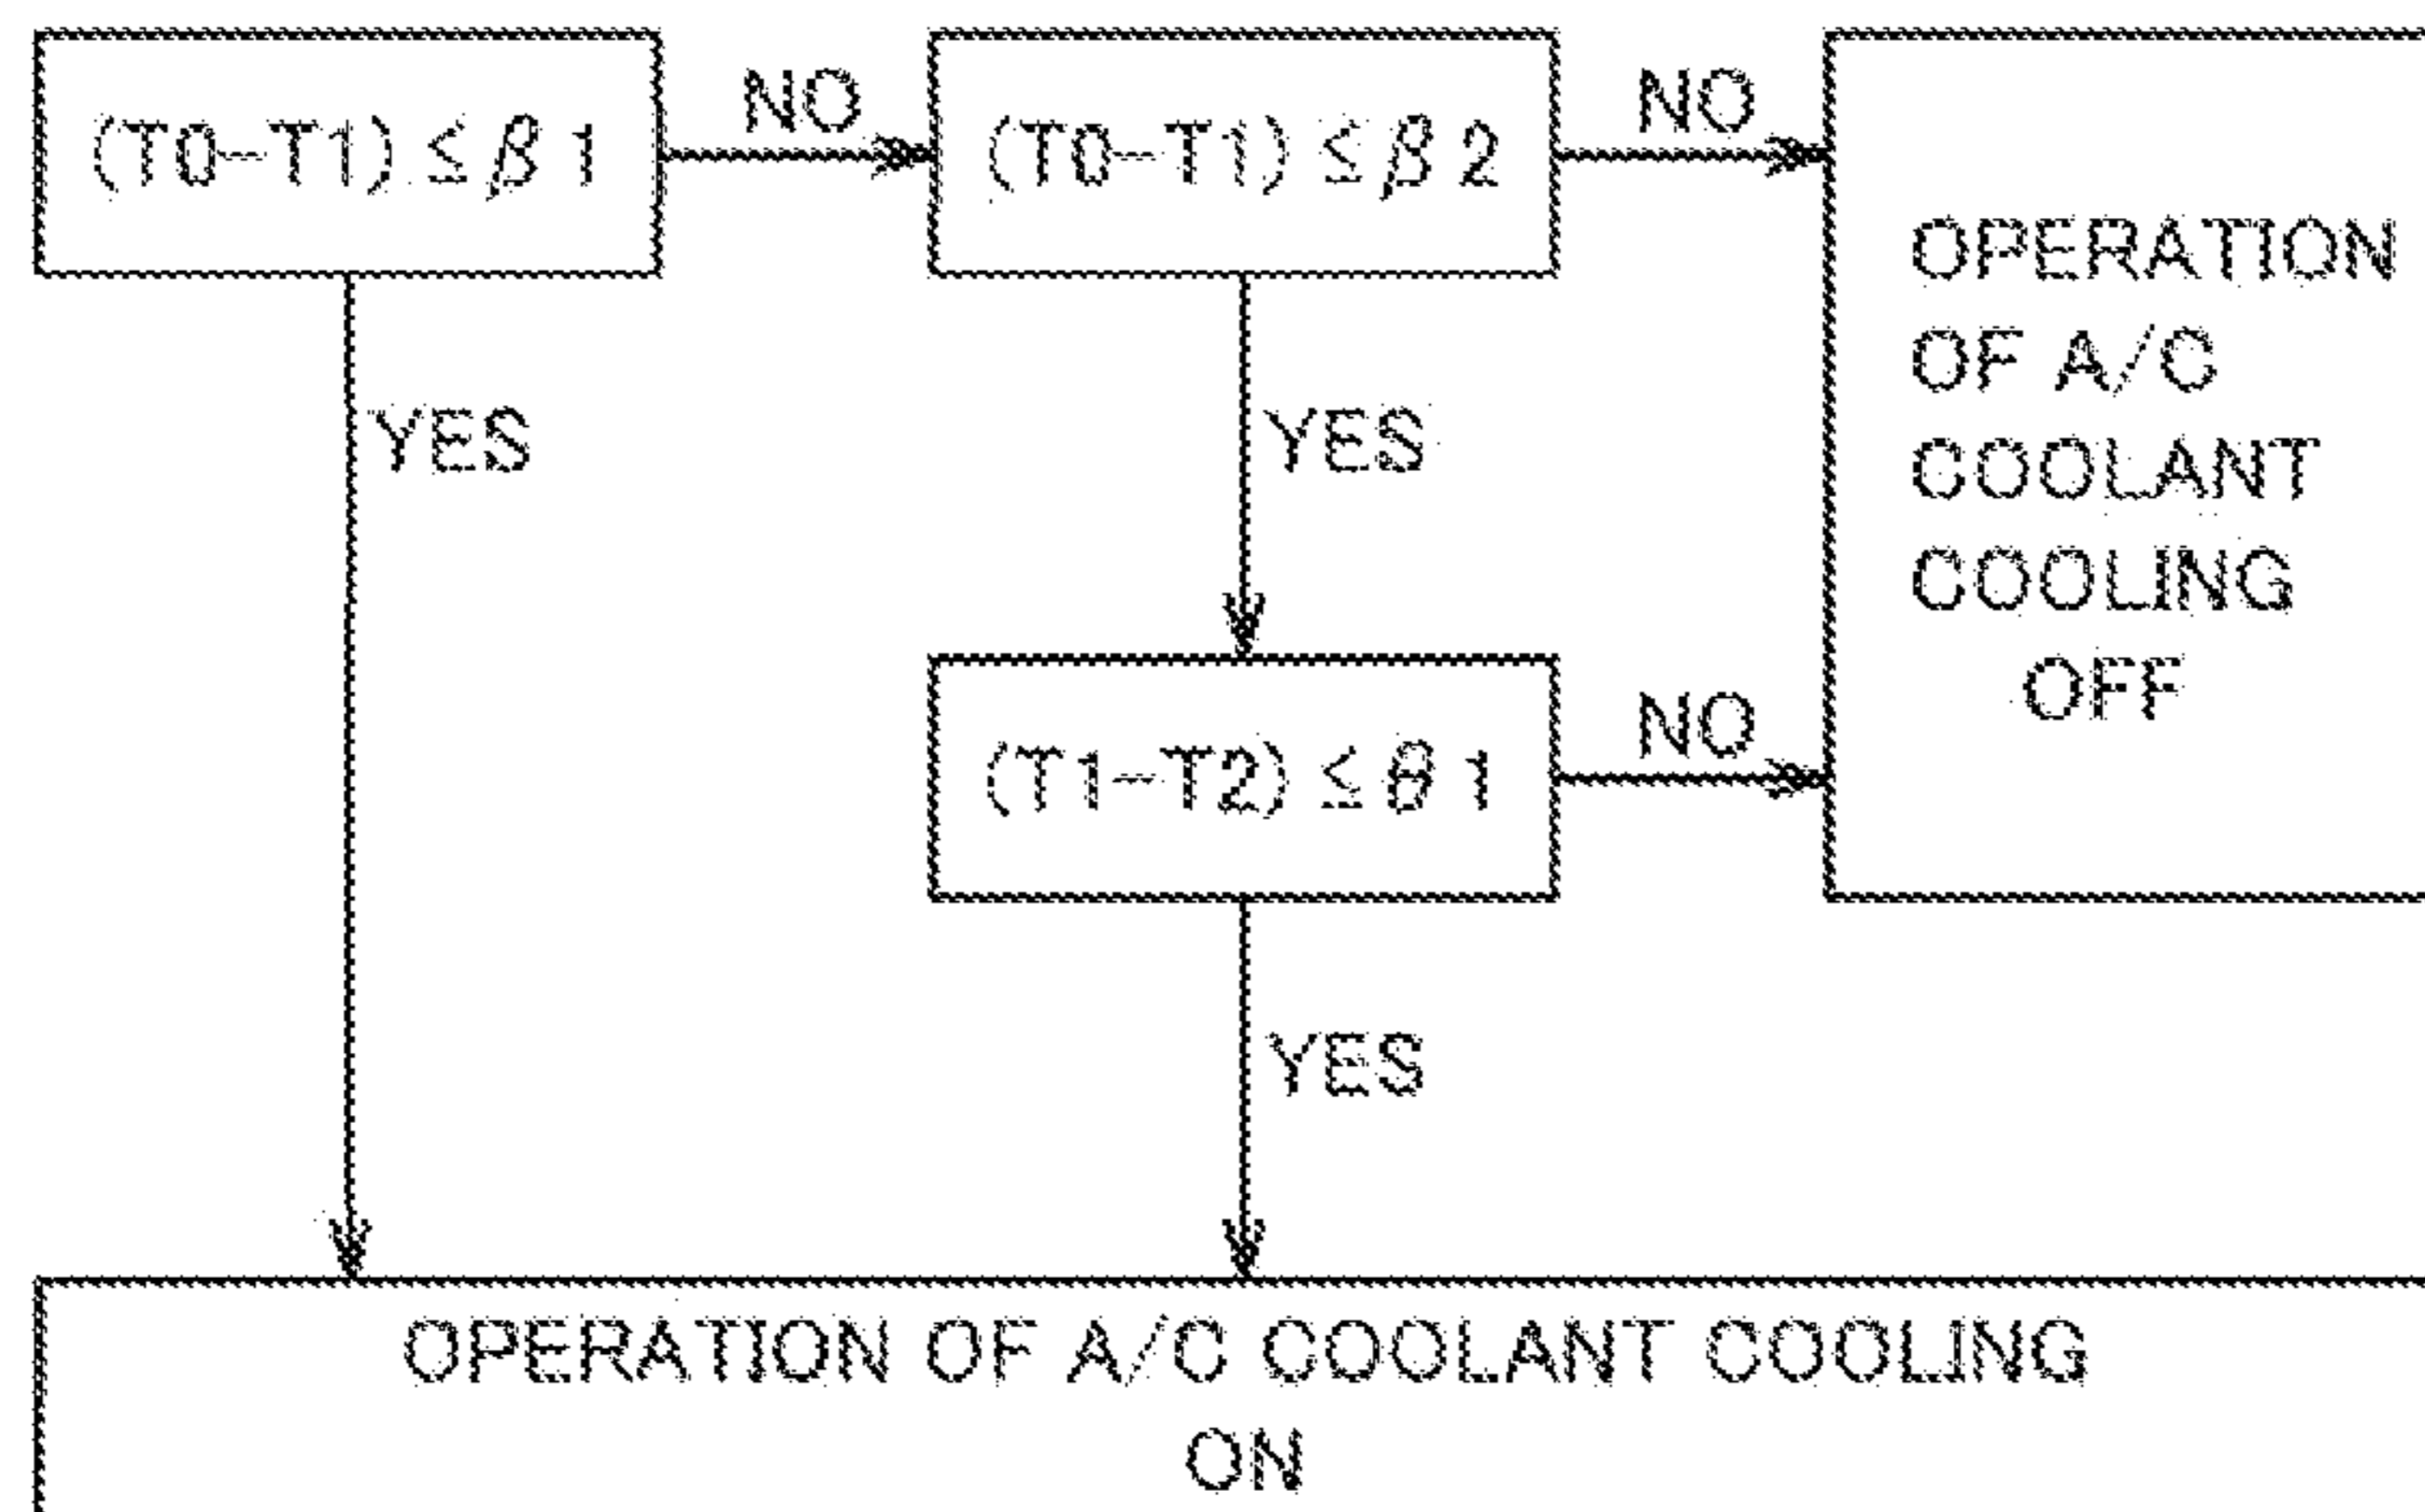 (T0-T1) ≤ β 1
NO
(T0-T1) ≤ β 2
NO
OPERATION
OF A/C
COOLANT
COOLING
OFF
YES
YES
(T1-T2) ≤ θ 1
NO
YES
OPERATION OF A/C COOLANT COOLING
ON